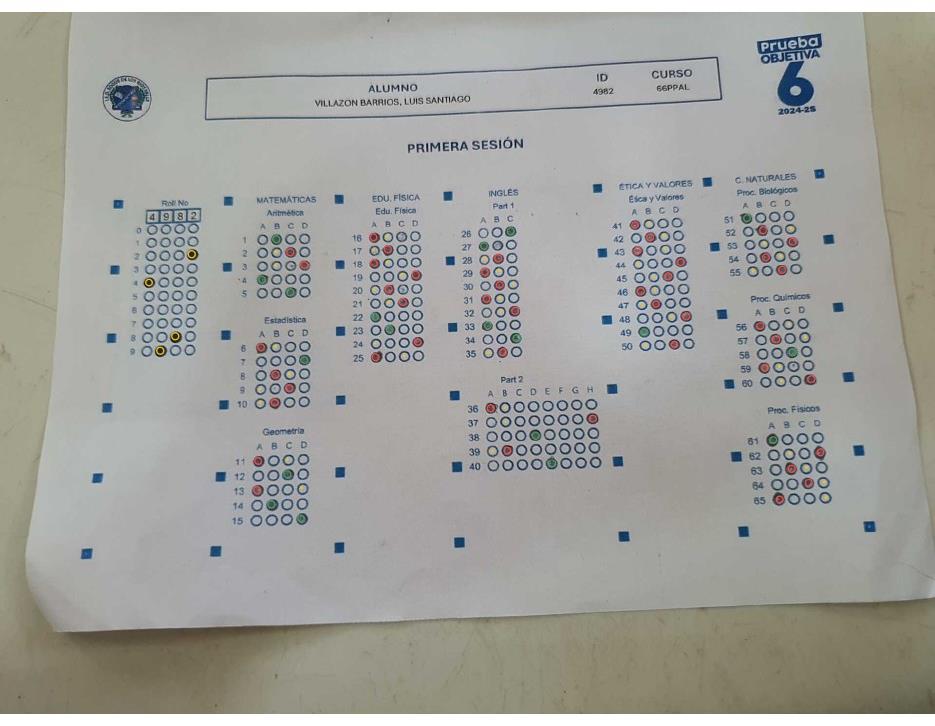 Prueba
OBJETIVA
6
2024-2S
ALUMNO
VILLAZON BARRIOS, LUIS SANTIAGO
ID
4982
CURSO
66PPAL
PRIMERA SESIÓN
Roll No
4 9 8 2
0
1
2
3
4
5
6
7
8
9
MATEMÁTICAS
Aritmética
A B C D
1
2
3
4
5
Estadística
A B C D
6
7
8
9
10
Geometría
A B C D
11
12
13
14
15
EDU. FÍSICA
Edu. Física
A B C D
16
17
18
19
20
21
22
23
24
25
INGLÉS
Part 1
A B C
26
27
28
29
30
31
32
33
34
35
Part 2
A B C D E F G H
36
37
38
39
40
ÉTICA Y VALORES
Ética y Valores
A B C D
41
42
43
44
45
46
47
48
49
50
C. NATURALES
Proc. Biológicos
A B C D
51
52
53
54
55
Proc. Químicos
A B C D
56
57
58
59
60
Proc. Físicos
A B C D
61
62
63
64
65